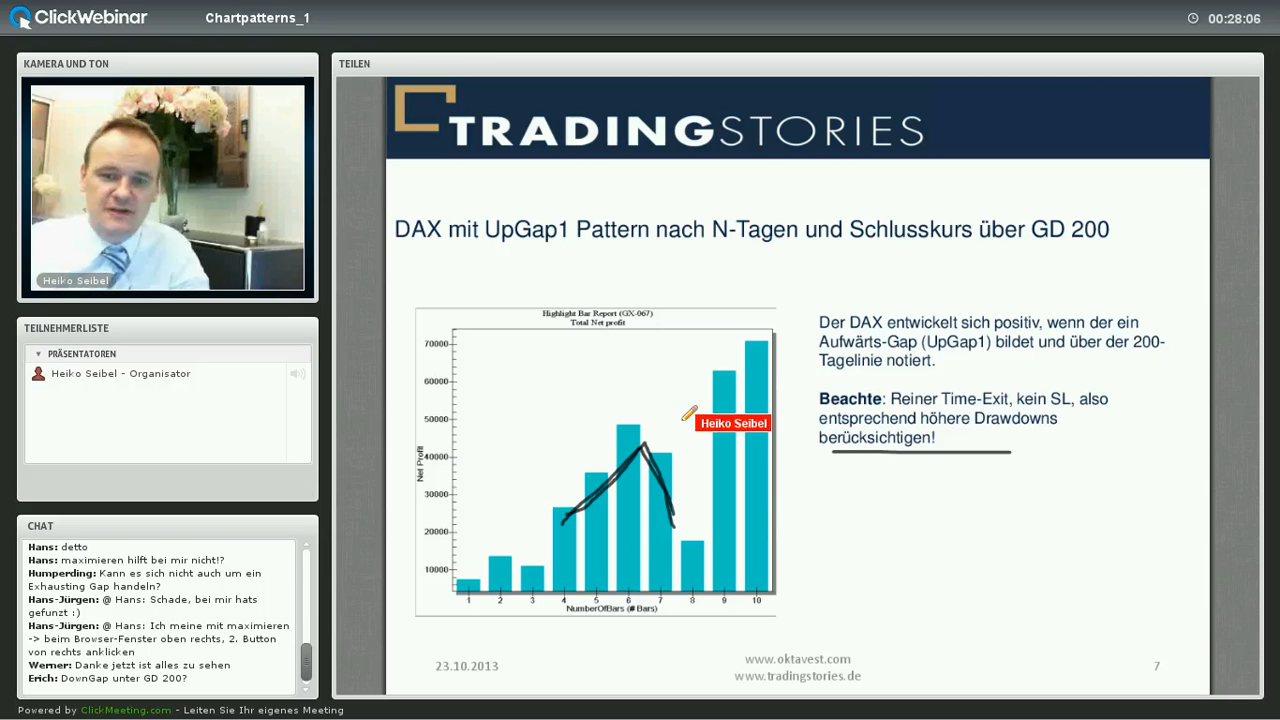 ClickWebinar
Chartpatterns_1
00:28:06
KAMERA UND TON
Heiko Seibel
TEILNEHMERLISTE
PRÄSENTATOREN
Heiko Seibel - Organisator
CHAT
Hans: detto
Hans: maximieren hilft bei mir nicht!?
Humperding: Kann es sich nicht auch um ein
Exhausting Gap handeln?
Hans-Jürgen: @ Hans: Schade, bei mir hats
gefunzt :)
Hans-Jürgen: @ Hans: Ich meine mit maximieren
-> beim Browser-Fenster oben rechts, 2. Button
von rechts anklicken
Werner: Danke jetzt ist alles zu sehen
Erich: DownGap unter GD 200?
TEILEN
TRADINGSTORIES
DAX mit UpGap1 Pattern nach N-Tagen und Schlusskurs über GD 200
Highlight Bar Report (GX-067)
Total Net profit
Net Profit
70000
60000
50000
40000
30000
20000
10000
1 2 3 4 5 6 7 8 9 10
NumberOfBars (# Bars)
Heiko Seibel
Der DAX entwickelt sich positiv, wenn der ein
Aufwärts-Gap (UpGap1) bildet und über der 200-
Tagelinie notiert.
Beachte: Reiner Time-Exit, kein SL, also
entsprechend höhere Drawdowns
berücksichtigen!
23.10.2013
www.oktavest.com
www.tradingstories.de
7
Powered by ClickMeeting.com - Leiten Sie Ihr eigenes Meeting